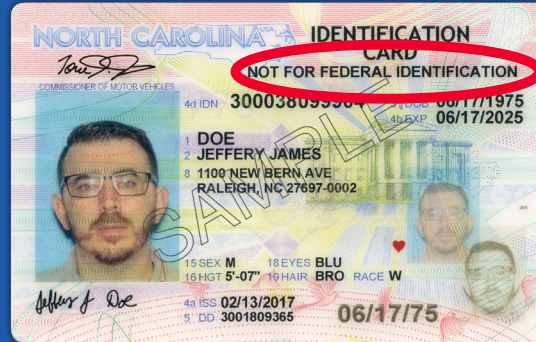 NORTH CAROLINA USA
IDENTIFICATION
CARD
NOT FOR FEDERAL IDENTIFICATION
COMMISSIONER OF MOTOR VEHICLES
4d IDN
06/17/1975
4b EXP 06/17/2025
1 DOE
2 JEFFERY JAMES
8 1100 NEW BERN AVE
RALEIGH, NC 27697-0002
SAMPLE
15 SEX M 18 EYES BLU
16 HGT 5'-07" 19 HAIR BRO RACE W
Jeffery J Doe
4a ISS 02/13/2017
5 DD 3001809365
06/17/75